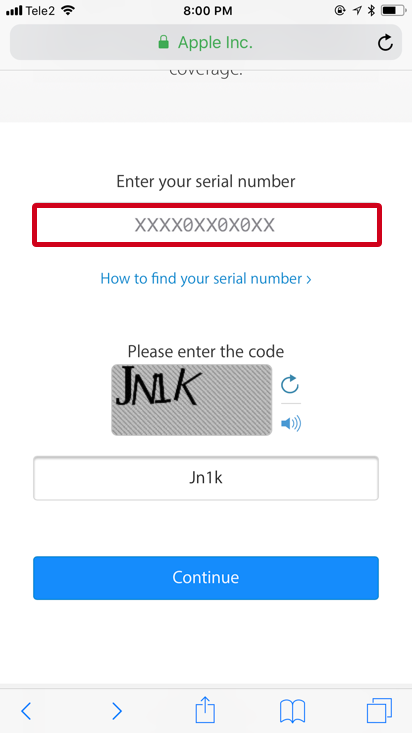 Tele2 8:00 PM
Apple Inc.
coverage.
Enter your serial number
XXXX0XX0X0XX
How to find your serial number ›
Please enter the code
JN1K
Jn1k
Continue